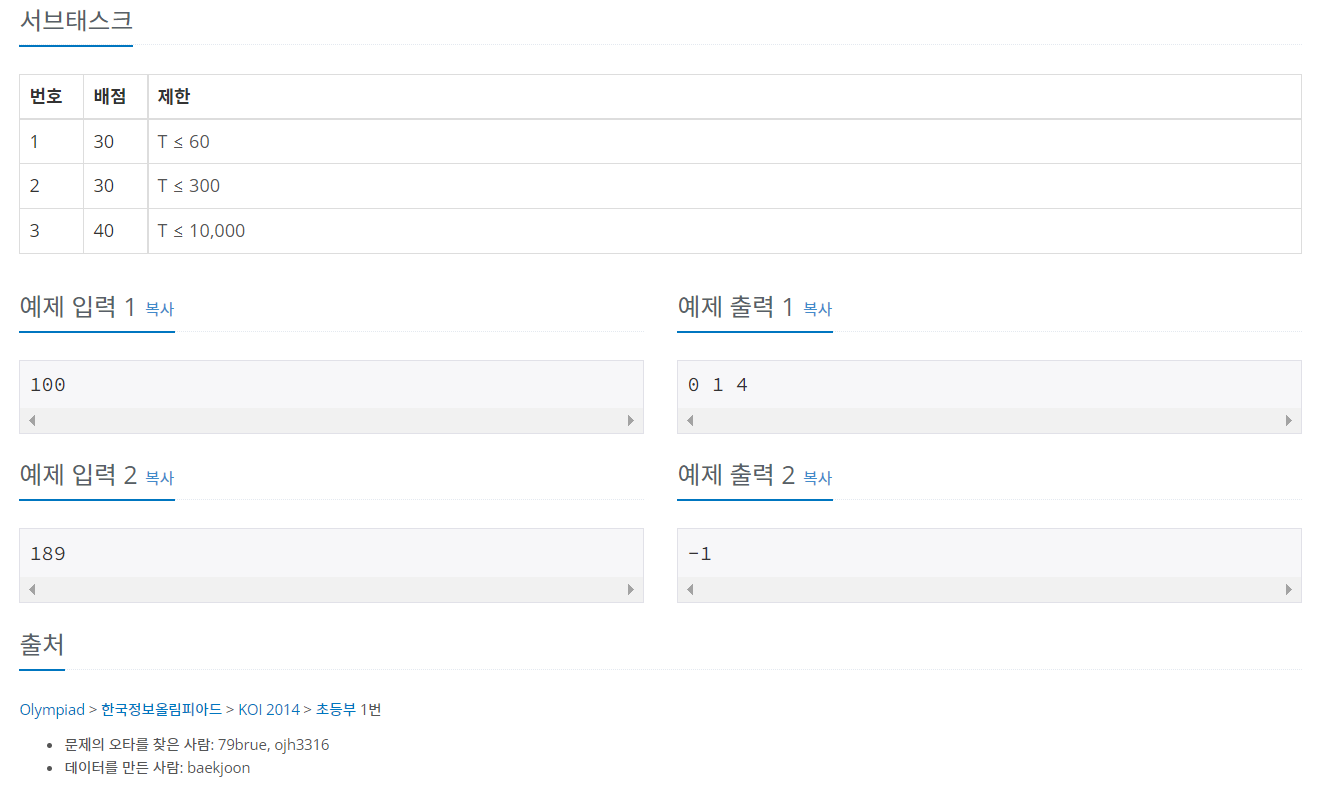 서브태스크
번호 배점 제한
1 30 T ≤ 60
2 30 T ≤ 300
3 40 T ≤ 10,000
예제 입력 1 복사
100
예제 출력 1 복사
0 1 4
예제 입력 2 복사
189
예제 출력 2 복사
-1
출처
Olympiad > 한국정보올림피아드 > KOI 2014 > 초등부 1번
• 문제의 오타를 찾은 사람: 79brue, ojh3316
• 데이터를 만든 사람: baekjoon